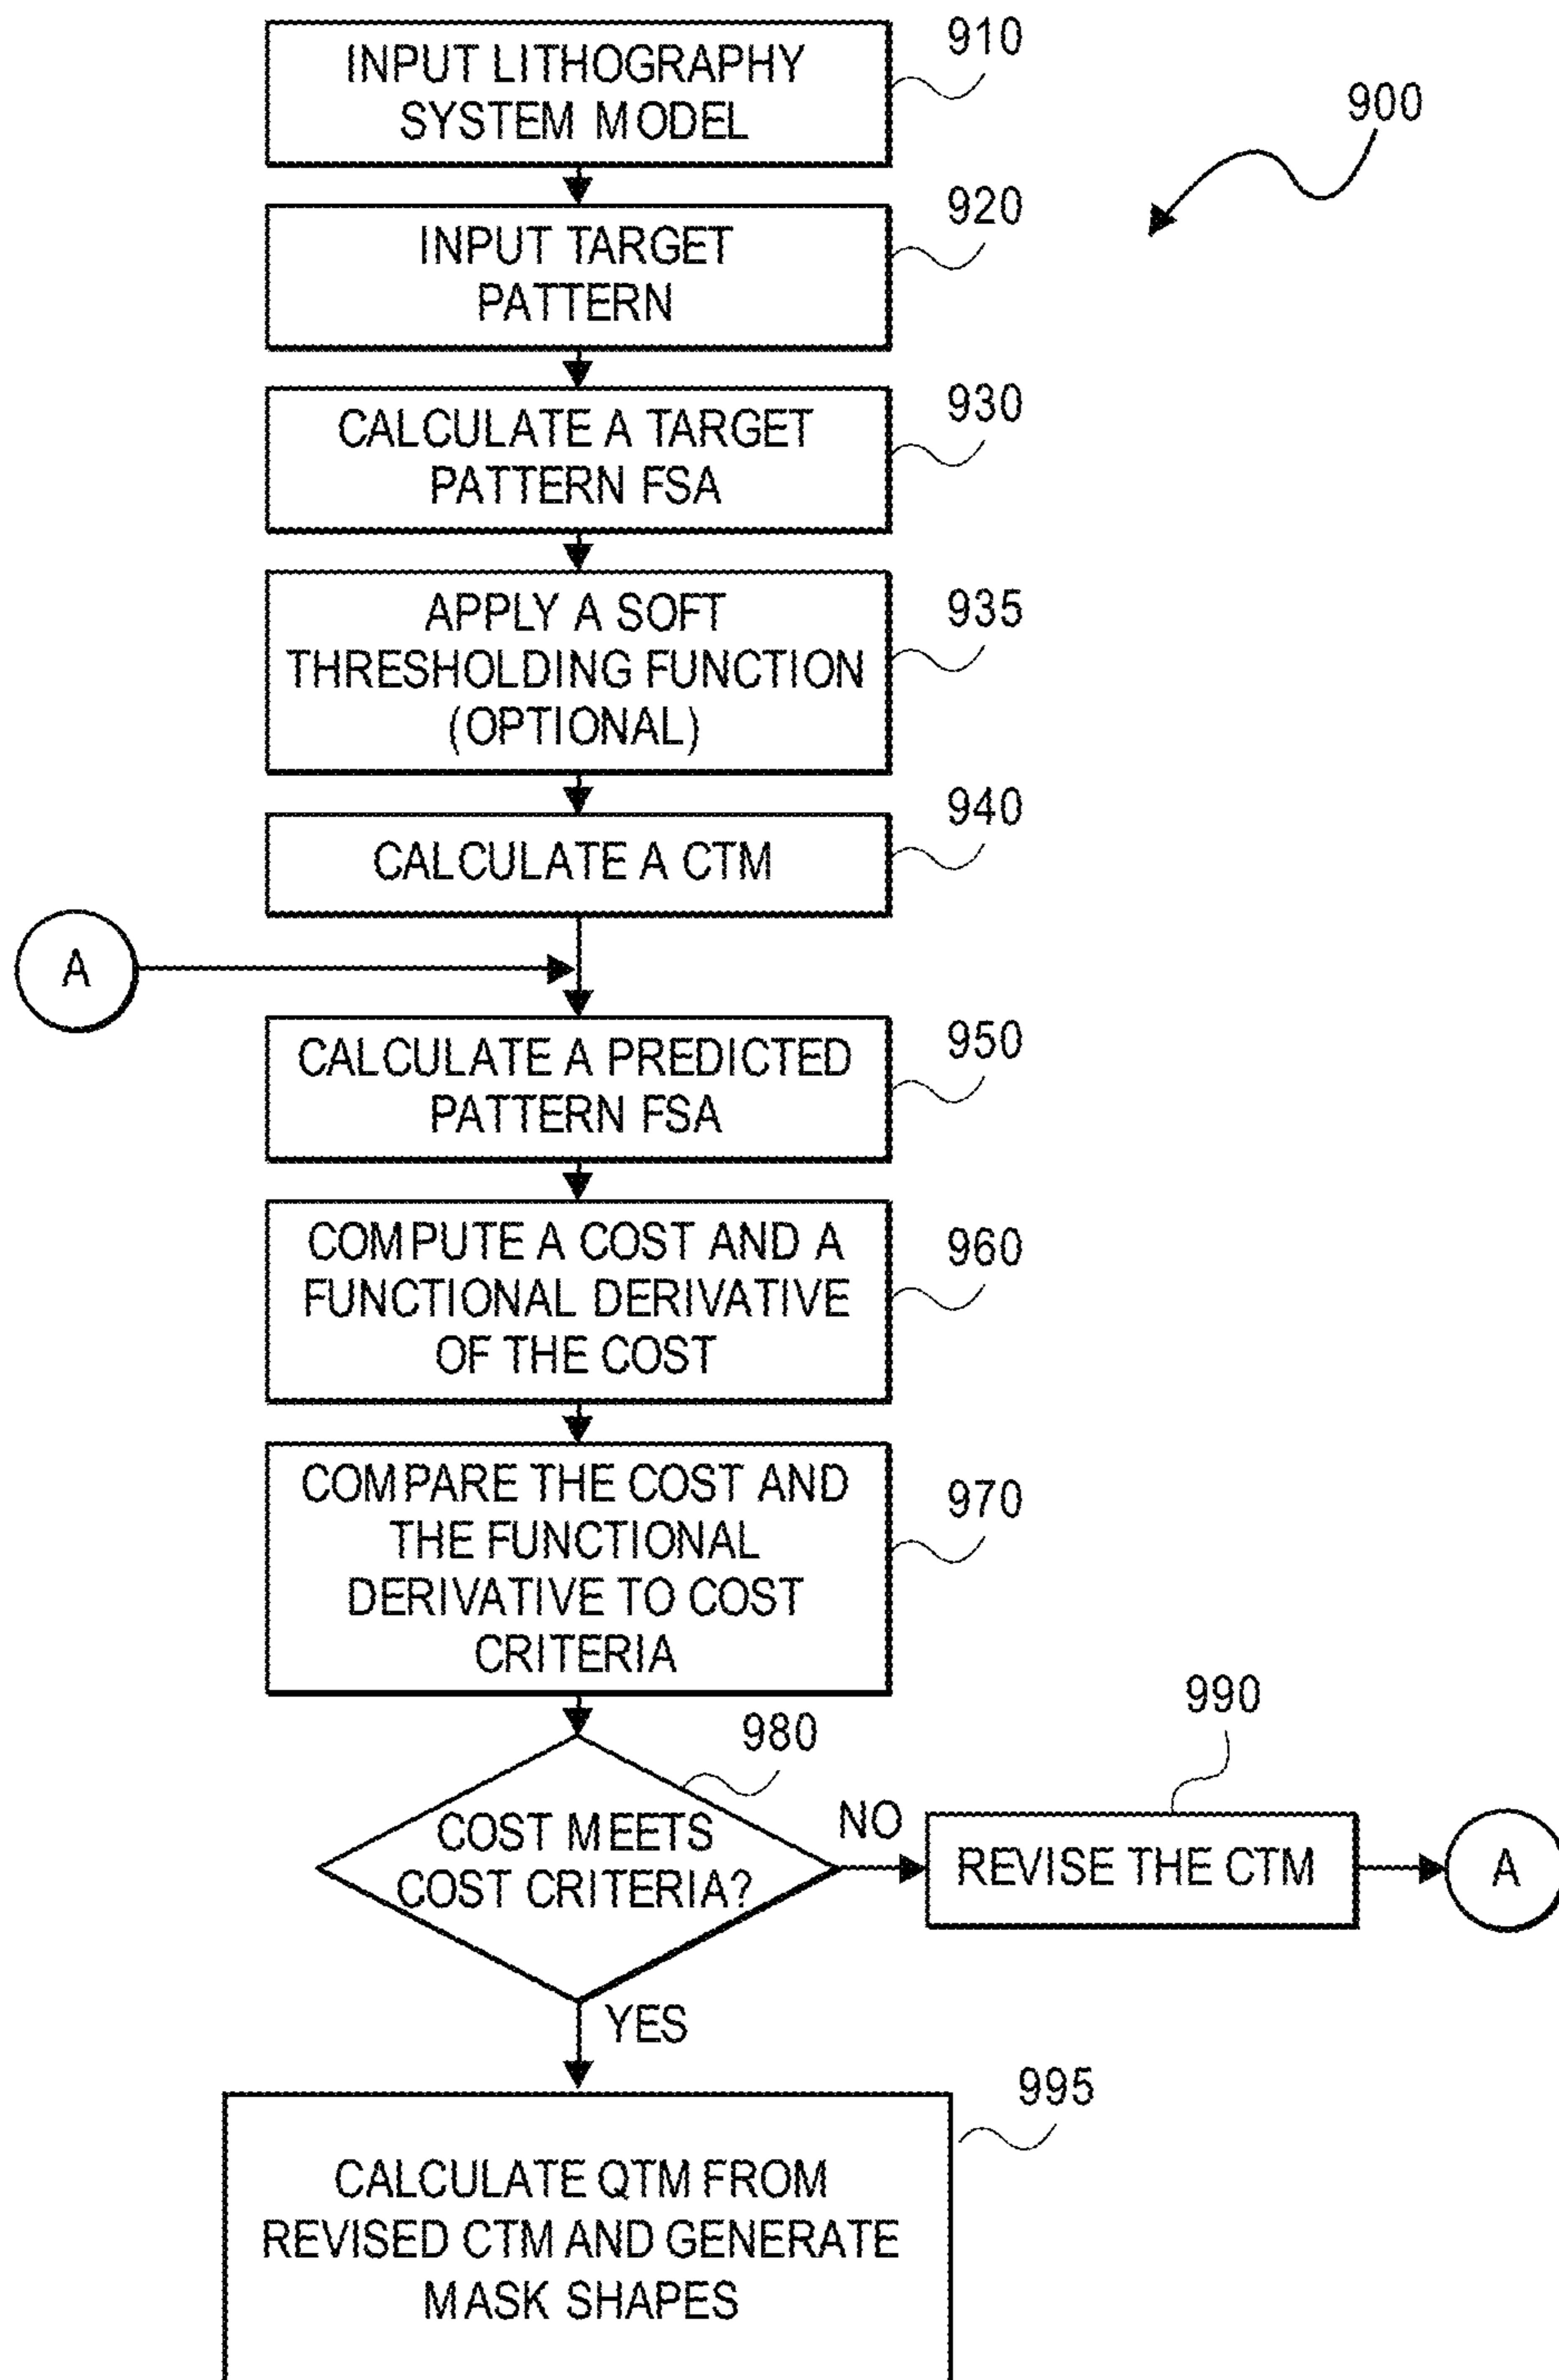 INPUT LITHOGRAPHY
SYSTEM MODEL
910
900
INPUT TARGET
PATTERN
920
CALCULATE A TARGET
PATTERN FSA
930
APPLY A SOFT
THRESHOLDING FUNCTION
(OPTIONAL)
935
CALCULATE A CTM
940
A
CALCULATE A PREDICTED
PATTERN FSA
950
COMPUTE A COST AND A
FUNCTIONAL DERIVATIVE
OF THE COST
960
COMPARE THE COST AND
THE FUNCTIONAL
DERIVATIVE TO COST
CRITERIA
970
COST MEETS
COST CRITERIA?
980
NO
REVISE THE CTM
990
A
YES
CALCULATE QTM FROM
REVISED CTM AND GENERATE
MASK SHAPES
995